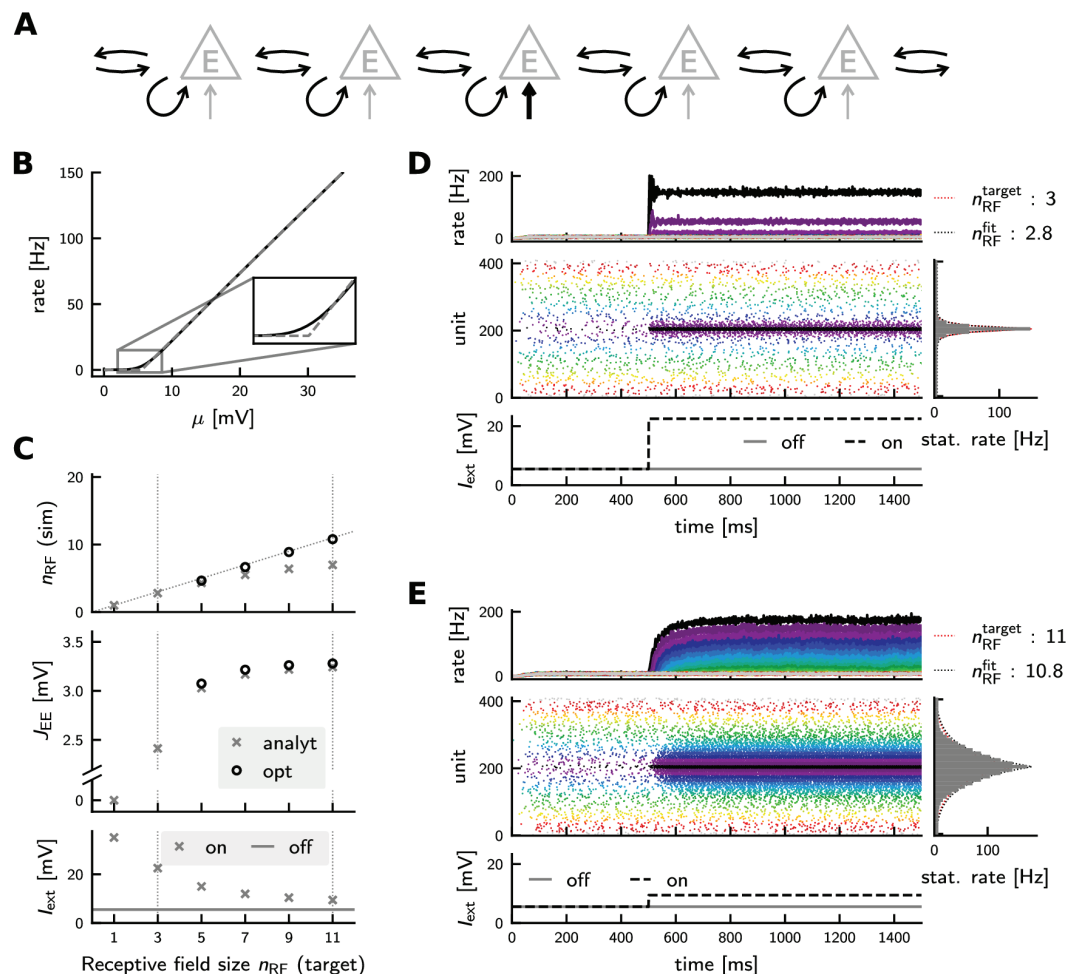 A
E E E E E
B
150
100
50
0
rate [Hz]
0 10 20 30
μ [mV]
C
20
10
0
n_RF (sim)
3.5
3.0
2.5
0
J_EE [mV]
× analyt
o opt
20
0
I_ext [mV]
× on — off
1 3 5 7 9 11
Receptive field size n_RF (target)
D
200
0
rate [Hz]
n_RF^target : 3
n_RF^fit : 2.8
400
200
0
unit
0 100
stat. rate [Hz]
20
0
I_ext [mV]
off on
0 200 400 600 800 1000 1200 1400
time [ms]
E
200
0
rate [Hz]
n_RF^target : 11
n_RF^fit : 10.8
400
200
0
unit
0 100
stat. rate [Hz]
20
0
I_ext [mV]
off on
0 200 400 600 800 1000 1200 1400
time [ms]